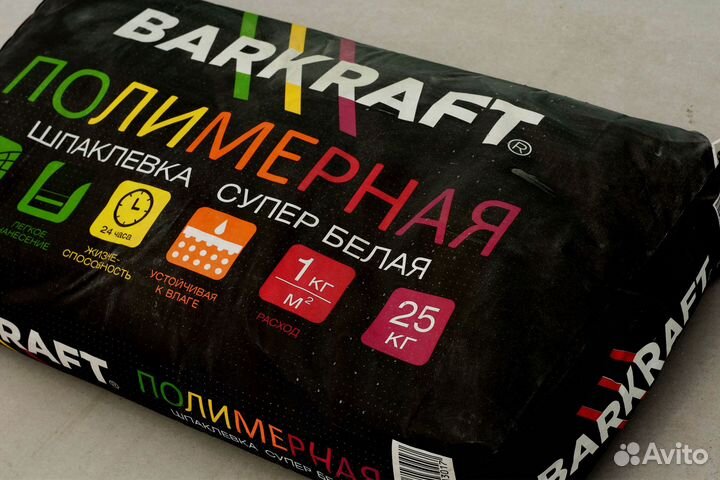 BARKRAFT®
ПОЛИМЕРНАЯ
ШПАКЛЕВКА СУПЕР БЕЛАЯ
ЛЕГКОЕ
НАНЕСЕНИЕ
24 часа
ЖИЗНЕ-
СПОСОБНОСТЬ
УСТОЙЧИВАЯ
К ВЛАГЕ
1 КГ
М²
РАСХОД
25
КГ
RAFT®
ПОЛИМЕРНАЯ
ШПАКЛЕВКА СУПЕР БЕ
BARKRAFT
Avito